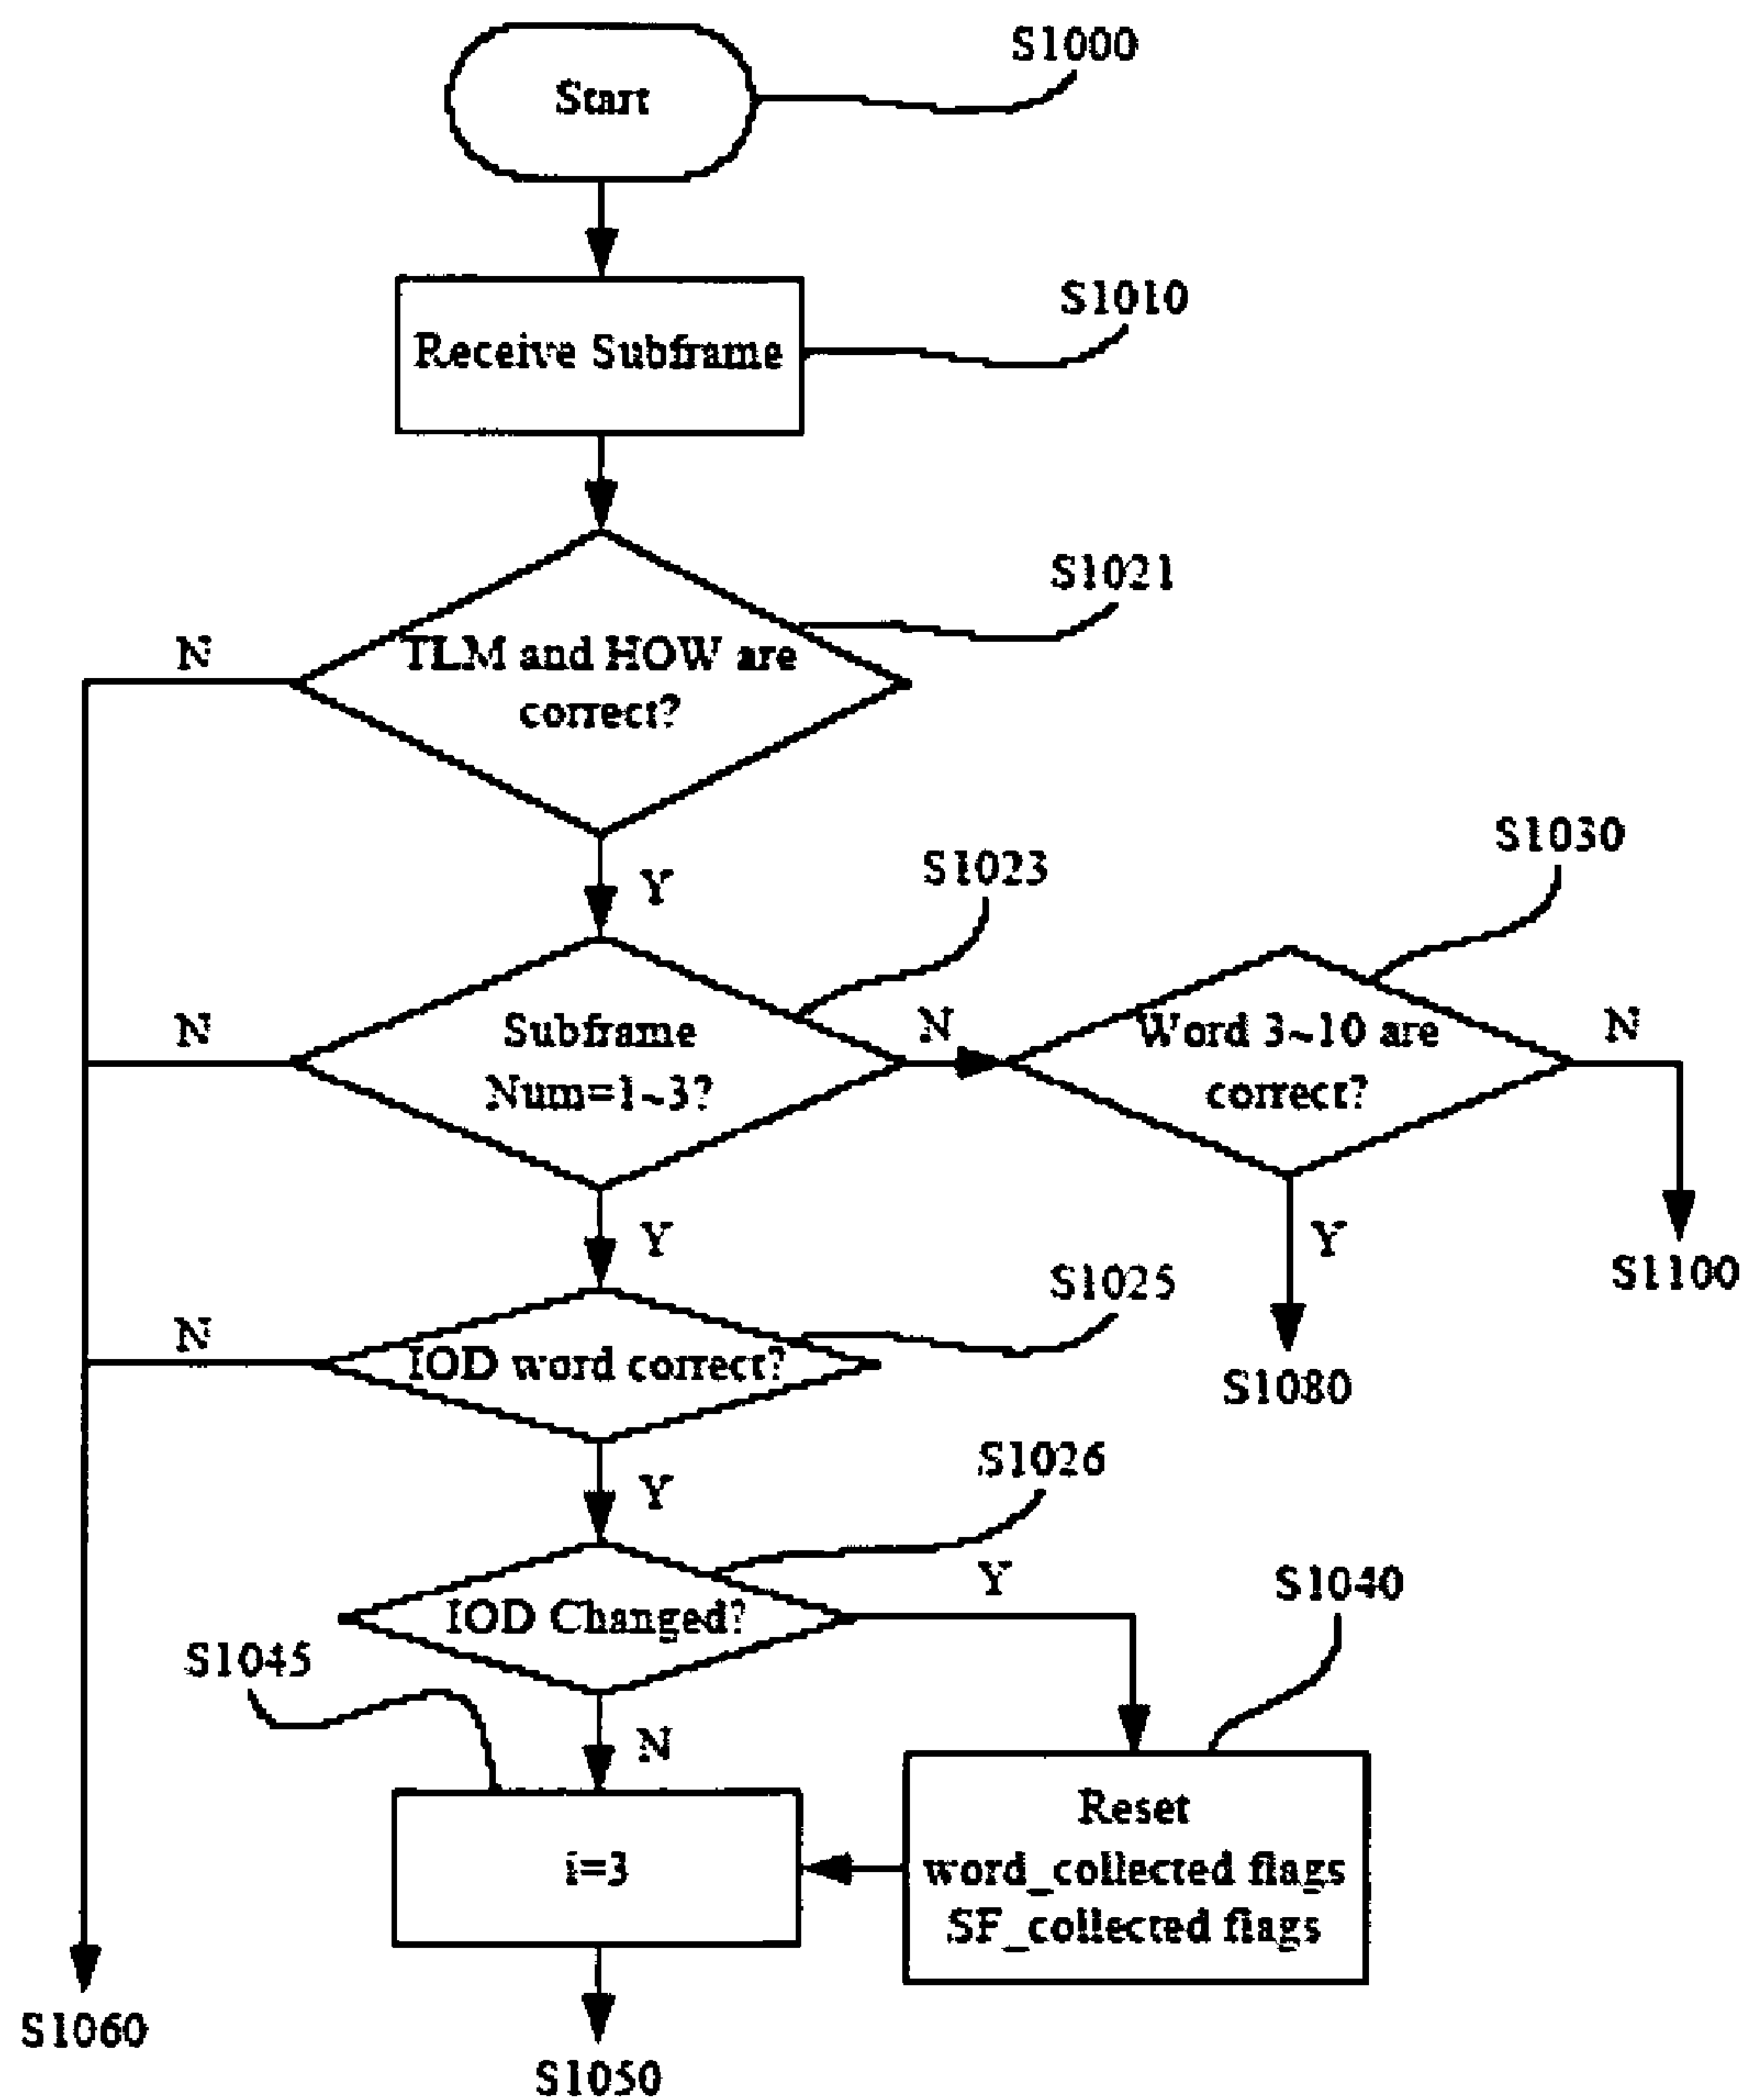 S1000
Start
S1010
Receive Subframe
S1021
N
TLM and HOW are
correct?
Y
S1023
S1030
N
Subframe
Num=1~3?
N
Word 3~10 are
correct?
N
Y
Y
S1100
S1025
S1080
N
IOD word correct?
Y
S1026
IOD Changed?
Y
S1040
S1045
N
i=3
Reset
word_collected flags
SF_collected flags
S1060
S1050